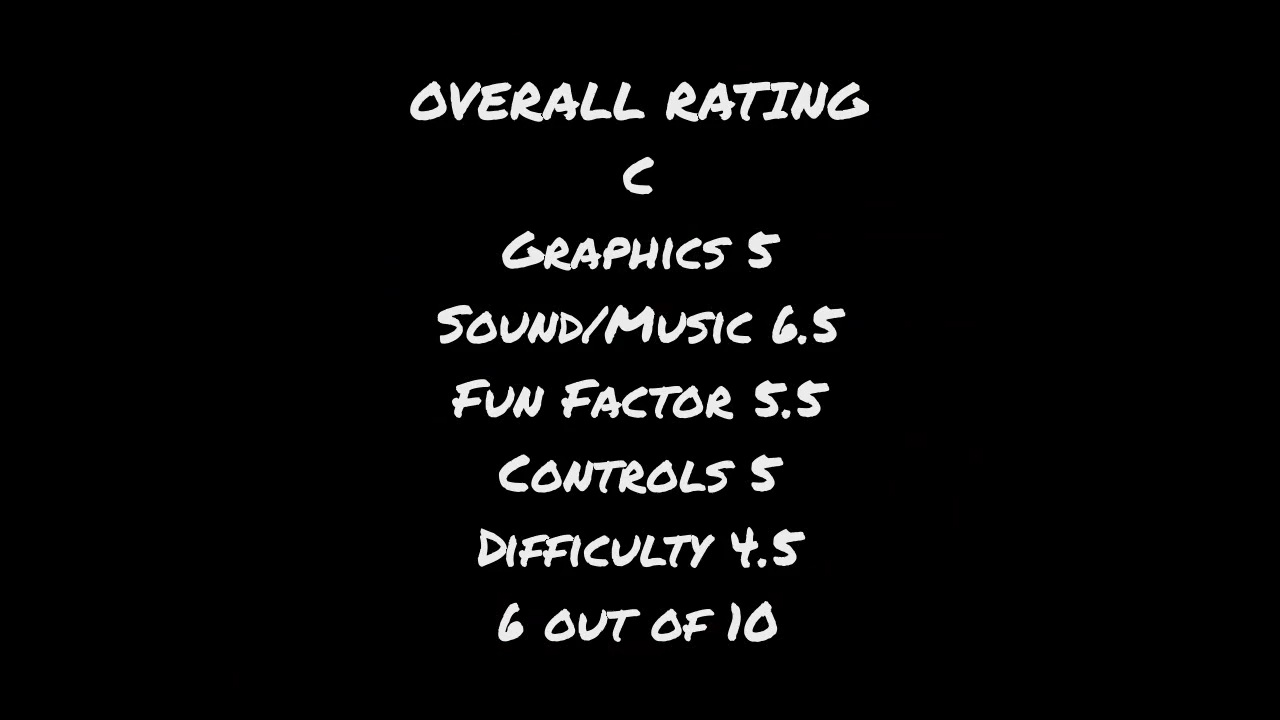 OVERALL RATING
C
GRAPHICS 5
SOUND/MUSIC 6.5
FUN FACTOR 5.5
CONTROLS 5
DIFFICULTY 4.5
6 OUT OF 10